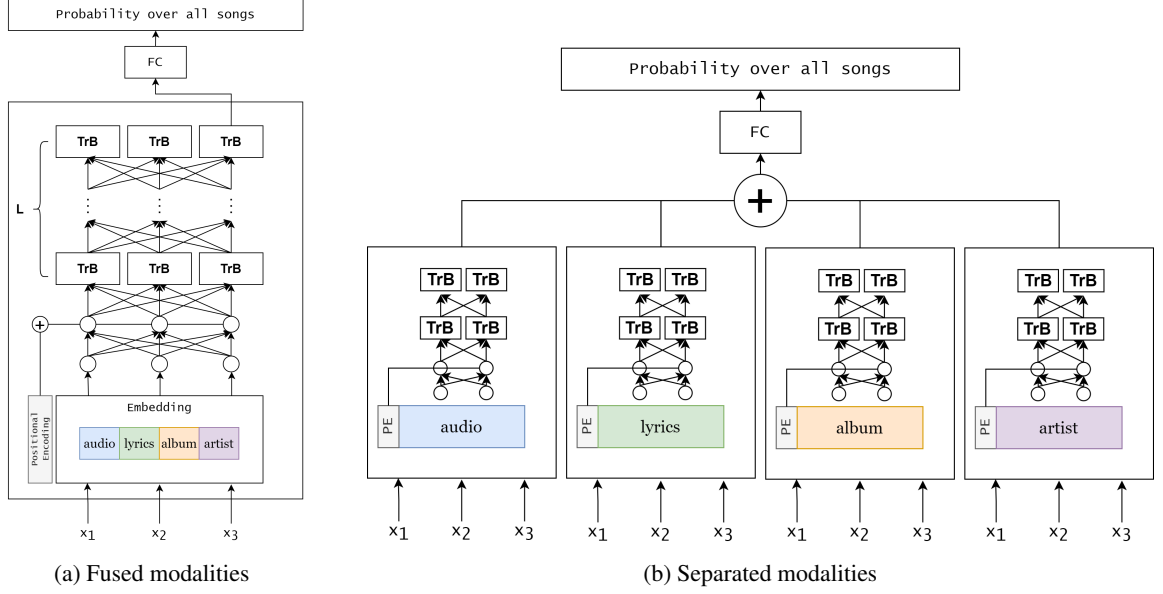 Probability over all songs
FC
TrB TrB TrB
L
TrB TrB TrB
+
Positional
Encoding
Embedding
audio lyrics album artist
x1 x2 x3
(a) Fused modalities
Probability over all songs
FC
+
TrB TrB
TrB TrB
PE audio
x1 x2 x3
TrB TrB
TrB TrB
PE lyrics
x1 x2 x3
TrB TrB
TrB TrB
PE album
x1 x2 x3
TrB TrB
TrB TrB
PE artist
x1 x2 x3
(b) Separated modalities